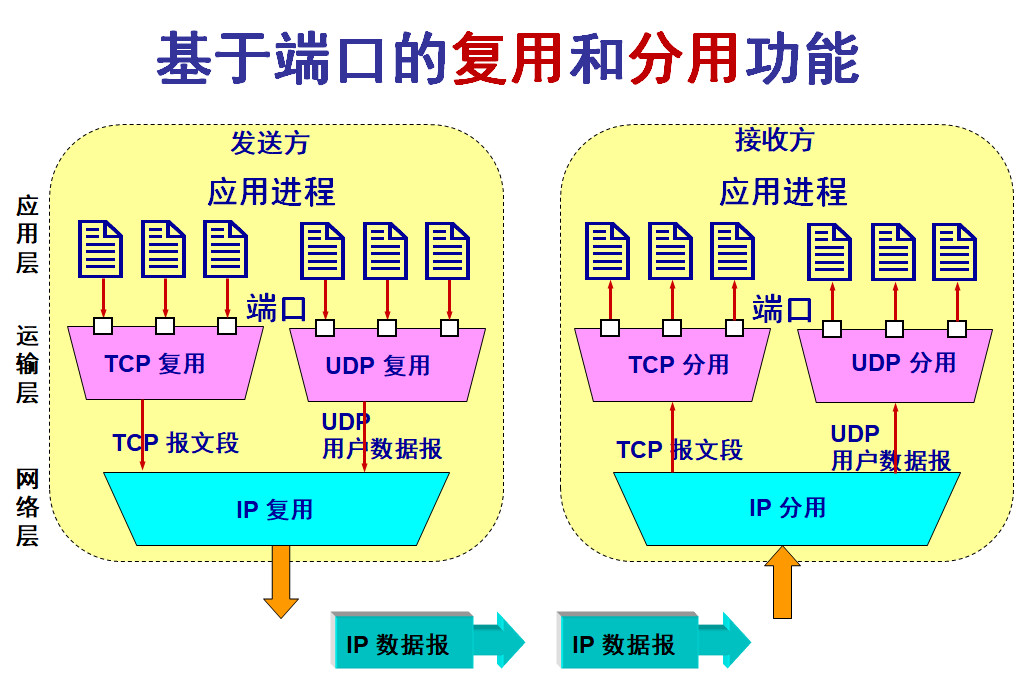 基于端口的复用和分用功能
发送方
应用进程
应用层
端口
运输层
TCP 复用
UDP 复用
TCP 报文段
UDP
用户数据报
网络层
IP 复用
接收方
应用进程
端口
TCP 分用
UDP 分用
TCP 报文段
UDP
用户数据报
IP 分用
IP 数据报
IP 数据报